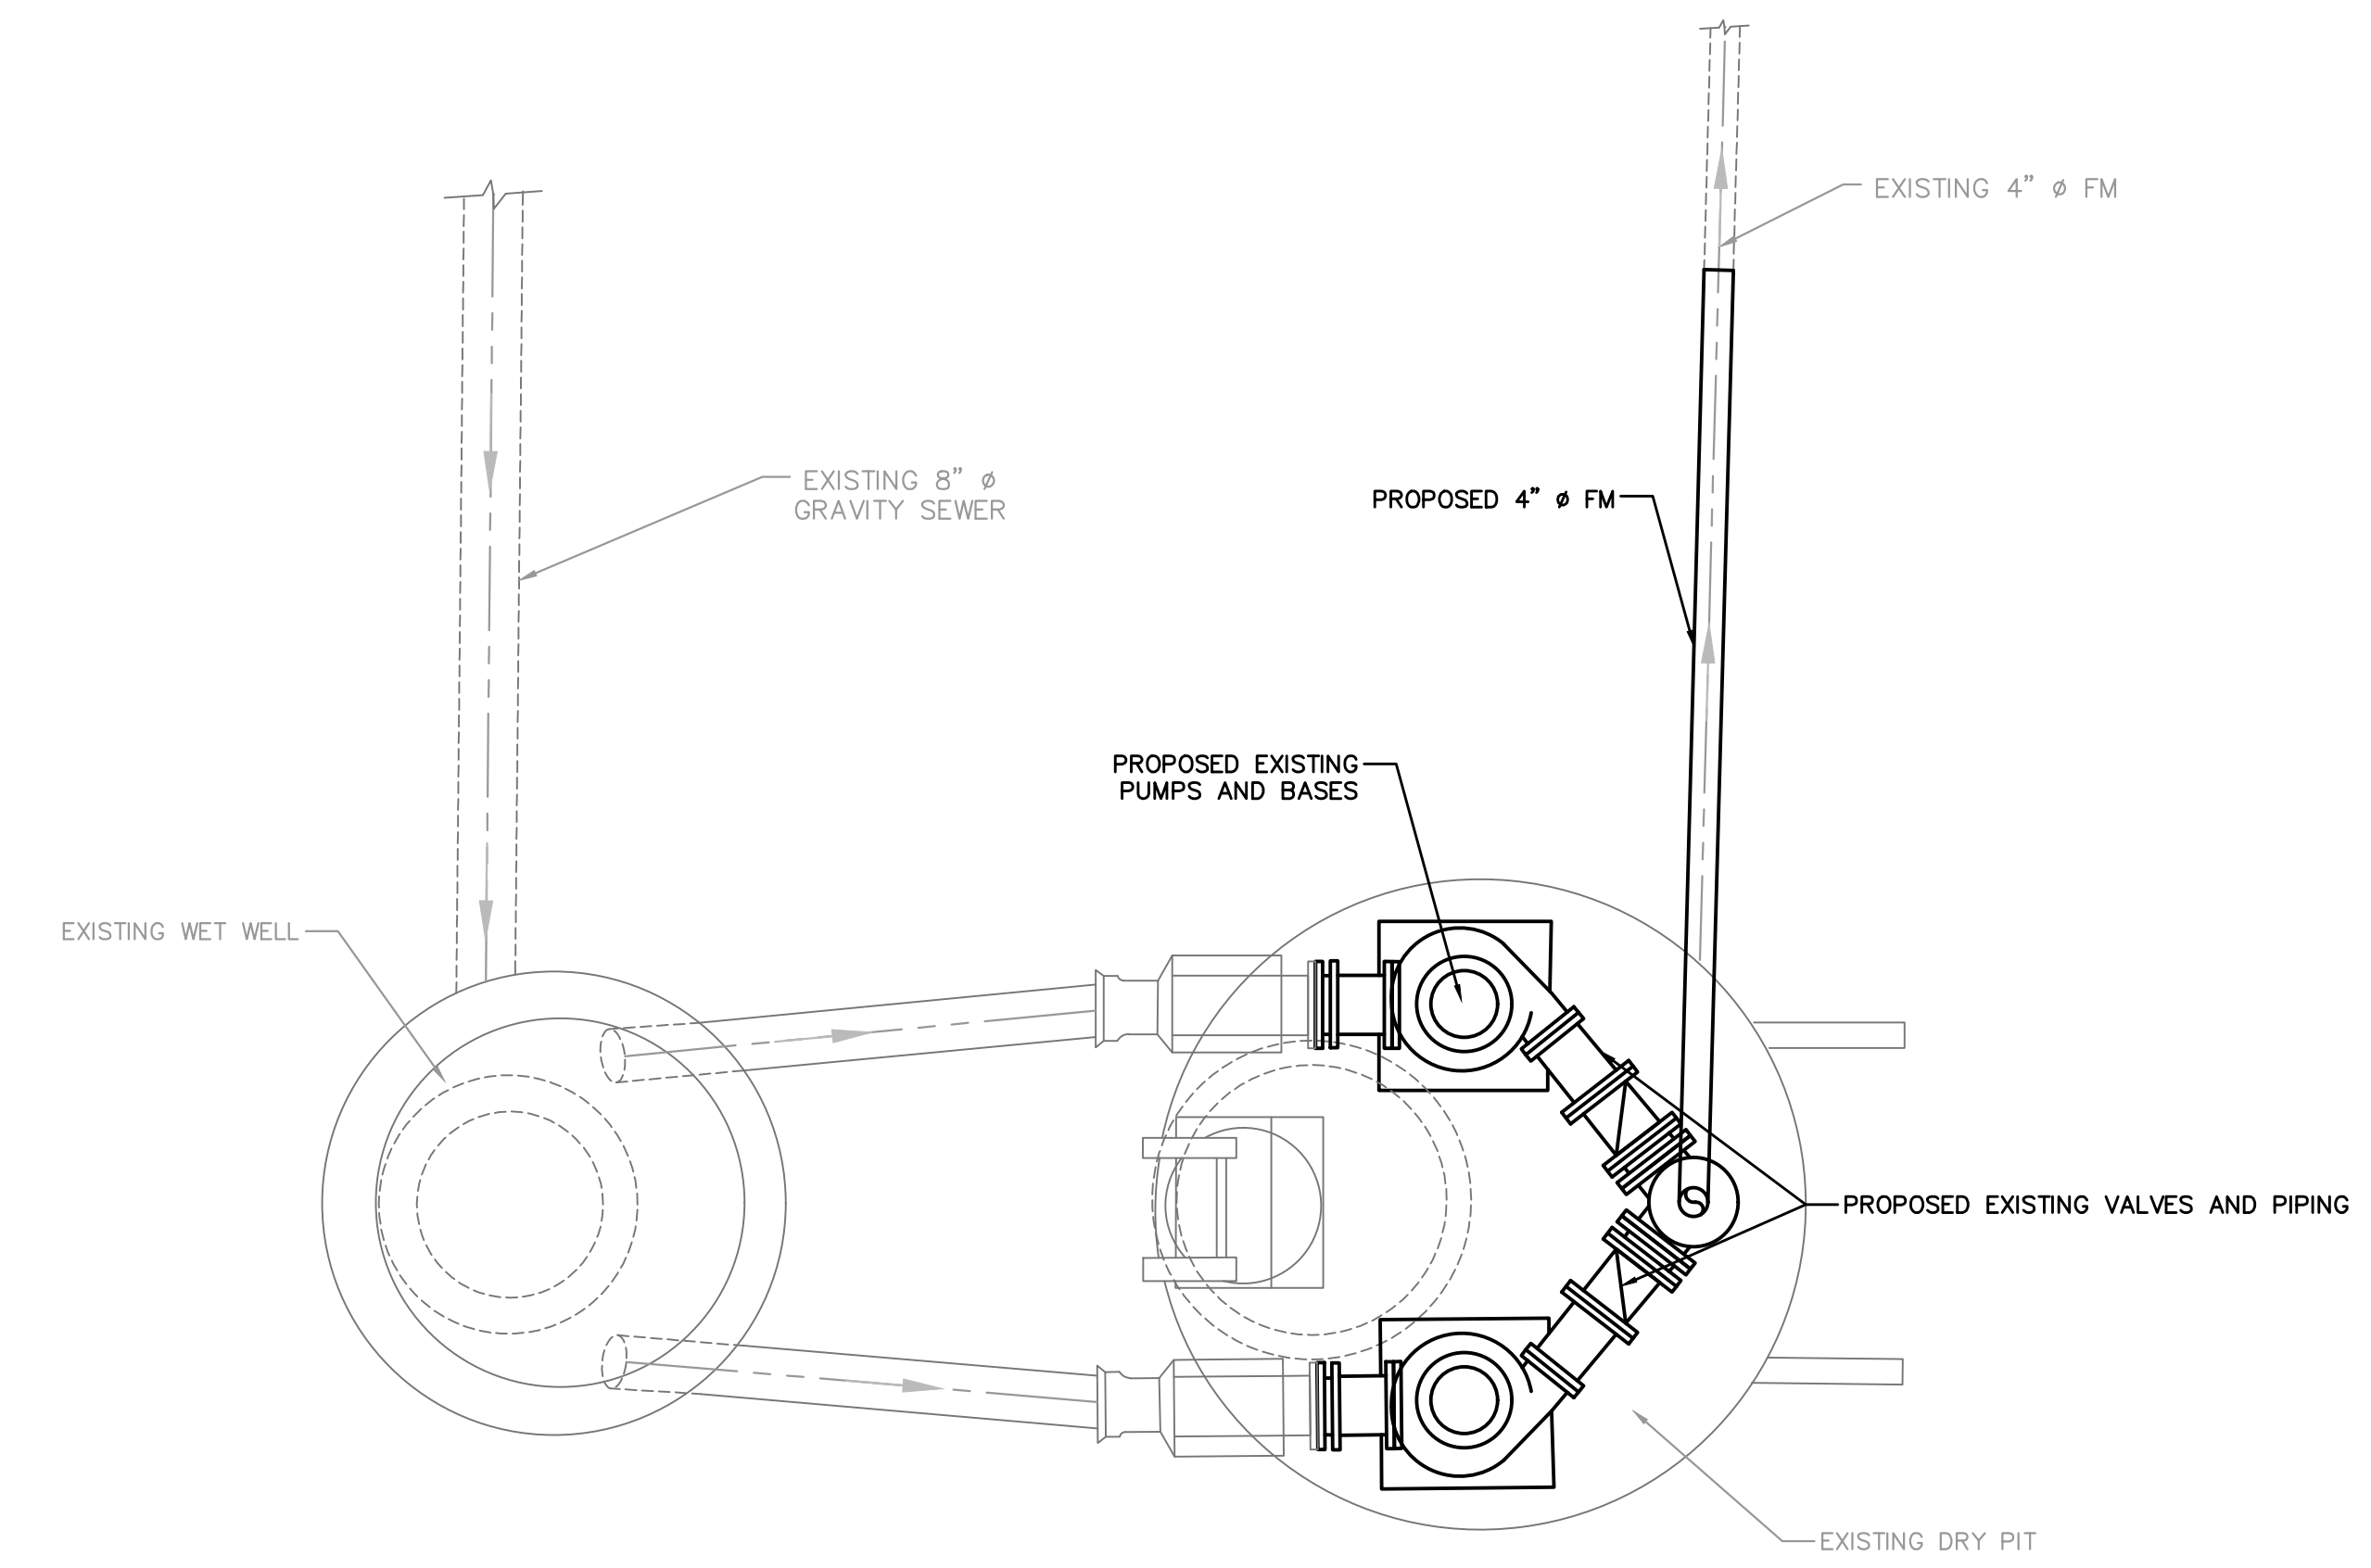 EXISTING 4" ø FM
EXISTING 8" ø
GRAVITY SEWER
PROPOSED 4" ø FM
PROPOSED EXISTING
PUMPS AND BASES
EXISTING WET WELL
PROPOSED EXISTING VALVES AND PIPING
EXISTING DRY PIT